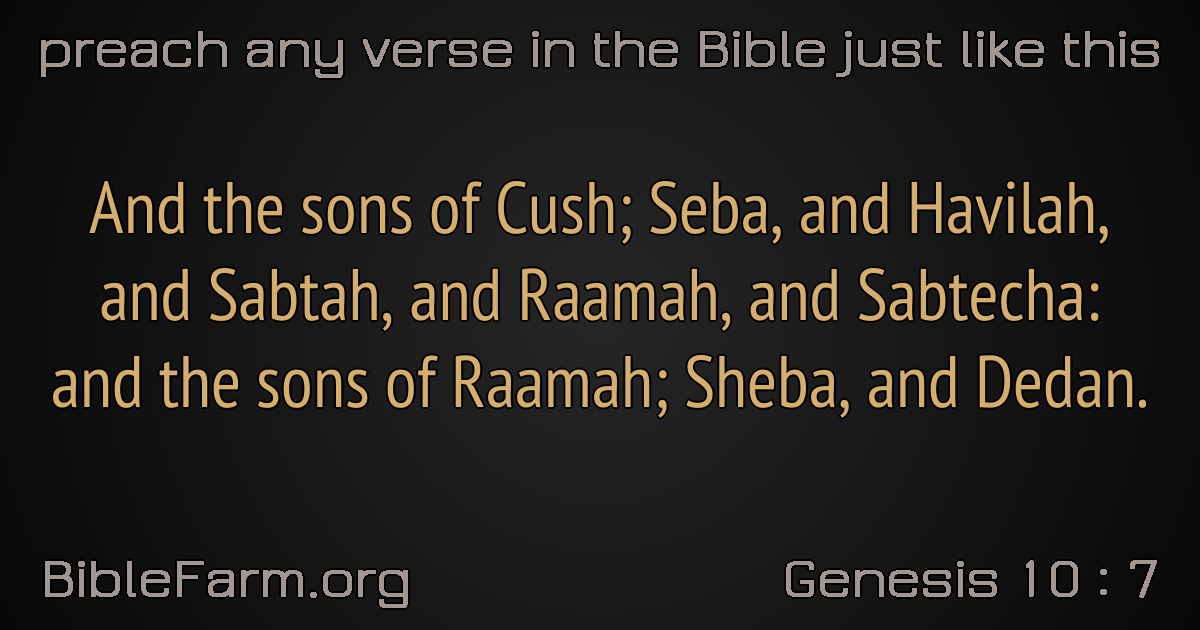 preach any verse in the Bible just like this
And the sons of Cush; Seba, and Havilah,
and Sabtah, and Raamah, and Sabtecha:
and the sons of Raamah; Sheba, and Dedan.
BibleFarm.org
Genesis 10 : 7